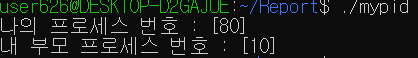 user626@DESKTOP-D2GAJUE:~/Report$ ./mypid
나의 프로세스 번호 : [80]
내 부모 프로세스 번호 : [10]